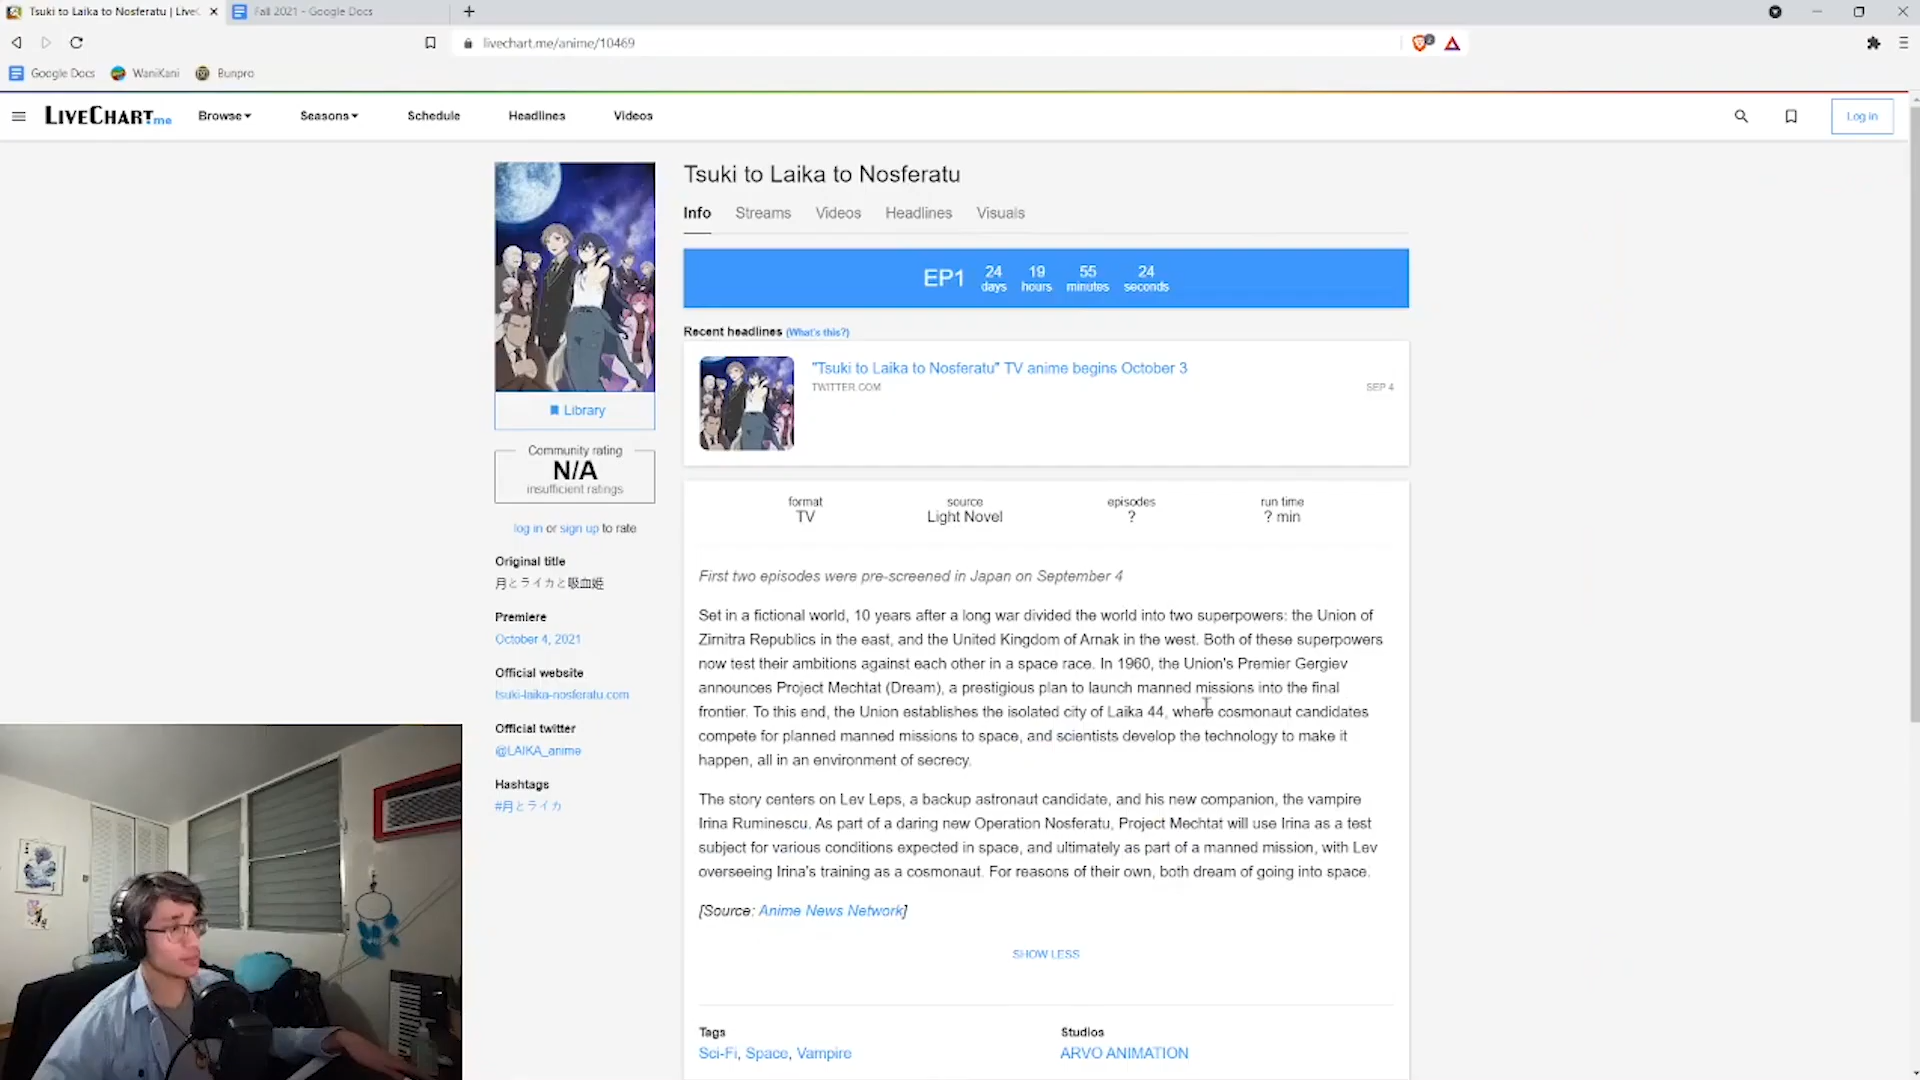 Tsuki to Laika to Nosferatu | Live
Fall 2021 - Google Docs
livechart.me/anime/10469
Google Docs
WaniKani
Bunpro
LIVECHART.me
Browse
Seasons
Schedule
Headlines
Videos
Log in
Tsuki to Laika to Nosferatu
Info
Streams
Videos
Headlines
Visuals
EP1
24 19 55 24
days hours minutes seconds
Recent headlines (What's this?)
"Tsuki to Laika to Nosferatu" TV anime begins October 3
TWITTER.COM
SEP 4
Library
Community rating
N/A
insufficient ratings
log in or sign up to rate
Original title
月とライカと吸血姫
Premiere
October 4, 2021
Official website
tsuki-laika-nosferatu.com
Official twitter
@LAIKA_anime
Hashtags
#月とライカ
format source episodes run time
TV Light Novel ? ? min
First two episodes were pre-screened in Japan on September 4
Set in a fictional world, 10 years after a long war divided the world into two superpowers: the Union of
Zirnitra Republics in the east, and the United Kingdom of Arnak in the west. Both of these superpowers
now test their ambitions against each other in a space race. In 1960, the Union's Premier Gergiev
announces Project Mechtat (Dream), a prestigious plan to launch manned missions into the final
frontier. To this end, the Union establishes the isolated city of Laika 44, where cosmonaut candidates
compete for planned manned missions to space, and scientists develop the technology to make it
happen, all in an environment of secrecy.
The story centers on Lev Leps, a backup astronaut candidate, and his new companion, the vampire
Irina Ruminescu. As part of a daring new Operation Nosferatu, Project Mechtat will use Irina as a test
subject for various conditions expected in space, and ultimately as part of a manned mission, with Lev
overseeing Irina's training as a cosmonaut. For reasons of their own, both dream of going into space.
[Source: Anime News Network]
SHOW LESS
Tags
Sci-Fi, Space, Vampire
Studios
ARVO ANIMATION